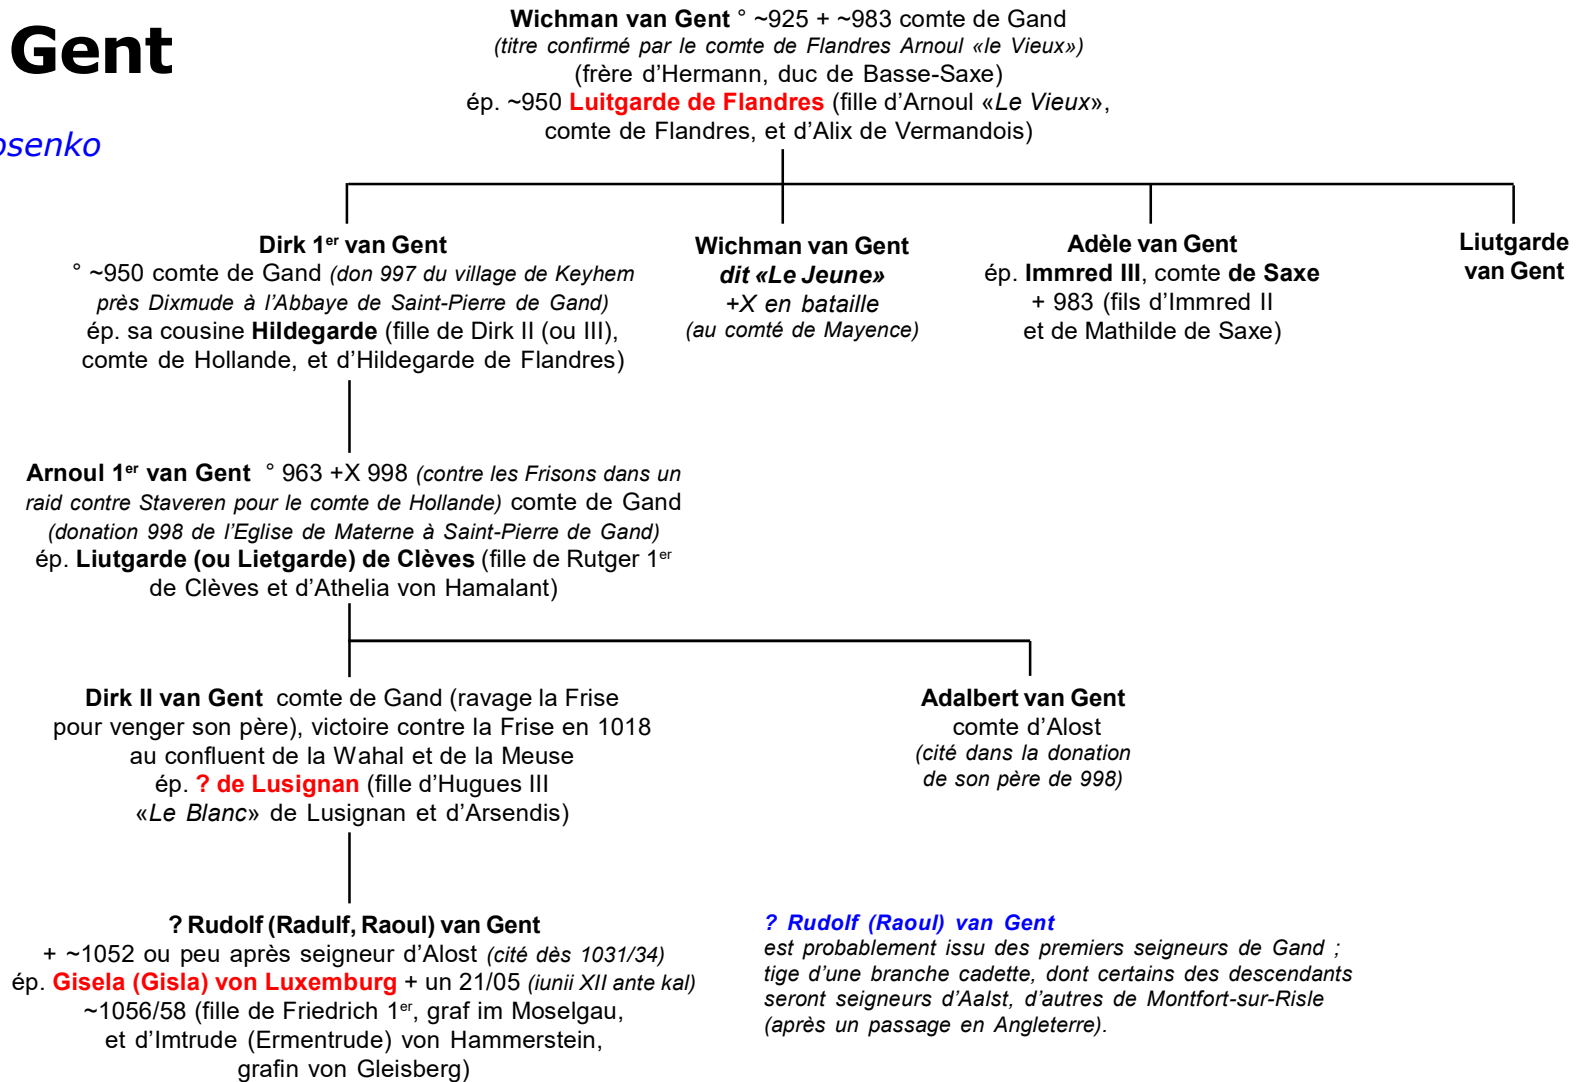 Gent
osenko
Wichman van Gent ° ~925 + ~983 comte de Gand
(titre confirmé par le comte de Flandres Arnoul «le Vieux»)
(frère d’Hermann, duc de Basse-Saxe)
ép. ~950 Luitgarde de Flandres (fille d’Arnoul «Le Vieux»,
comte de Flandres, et d’Alix de Vermandois)
Dirk 1er van Gent
° ~950 comte de Gand (don 997 du village de Keyhem
près Dixmude à l’Abbaye de Saint-Pierre de Gand)
ép. sa cousine Hildegarde (fille de Dirk II (ou III),
comte de Hollande, et d’Hildegarde de Flandres)
Wichman van Gent
dit «Le Jeune»
+X en bataille
(au comté de Mayence)
Adèle van Gent
ép. Immred III, comte de Saxe
+ 983 (fils d’Immred II
et de Mathilde de Saxe)
Liutgarde
van Gent
Arnoul 1er van Gent ° 963 +X 998 (contre les Frisons dans un
raid contre Staveren pour le comte de Hollande) comte de Gand
(donation 998 de l’Eglise de Materne à Saint-Pierre de Gand)
ép. Liutgarde (ou Lietgarde) de Clèves (fille de Rutger 1er
de Clèves et d’Athelia von Hamalant)
Dirk II van Gent comte de Gand (ravage la Frise
pour venger son père), victoire contre la Frise en 1018
au confluent de la Wahal et de la Meuse
ép. ? de Lusignan (fille d’Hugues III
«Le Blanc» de Lusignan et d’Arsendis)
Adalbert van Gent
comte d’Alost
(cité dans la donation
de son père de 998)
? Rudolf (Radulf, Raoul) van Gent
+ ~1052 ou peu après seigneur d’Alost (cité dès 1031/34)
ép. Gisela (Gisla) von Luxemburg + un 21/05 (iunii XII ante kal)
~1056/58 (fille de Friedrich 1er, graf im Moselgau,
et d’Imtrude (Ermentrude) von Hammerstein,
grafin von Gleisberg)
? Rudolf (Raoul) van Gent
est probablement issu des premiers seigneurs de Gand ;
tige d’une branche cadette, dont certains des descendants
seront seigneurs d’Aalst, d’autres de Montfort-sur-Risle
(après un passage en Angleterre).